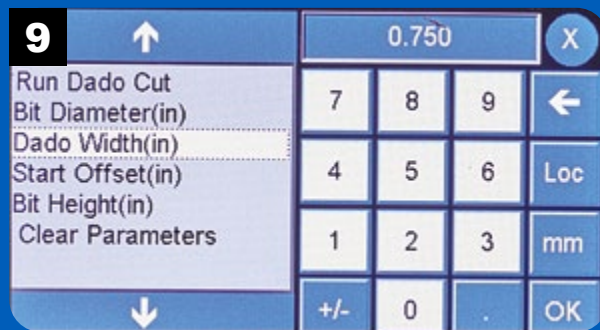 9
0.750
X
Run Dado Cut
Bit Diameter(in)
Dado Width(in)
Start Offset(in)
Bit Height(in)
Clear Parameters
7 8 9
4 5 6 Loc
1 2 3 mm
+/- 0 . OK